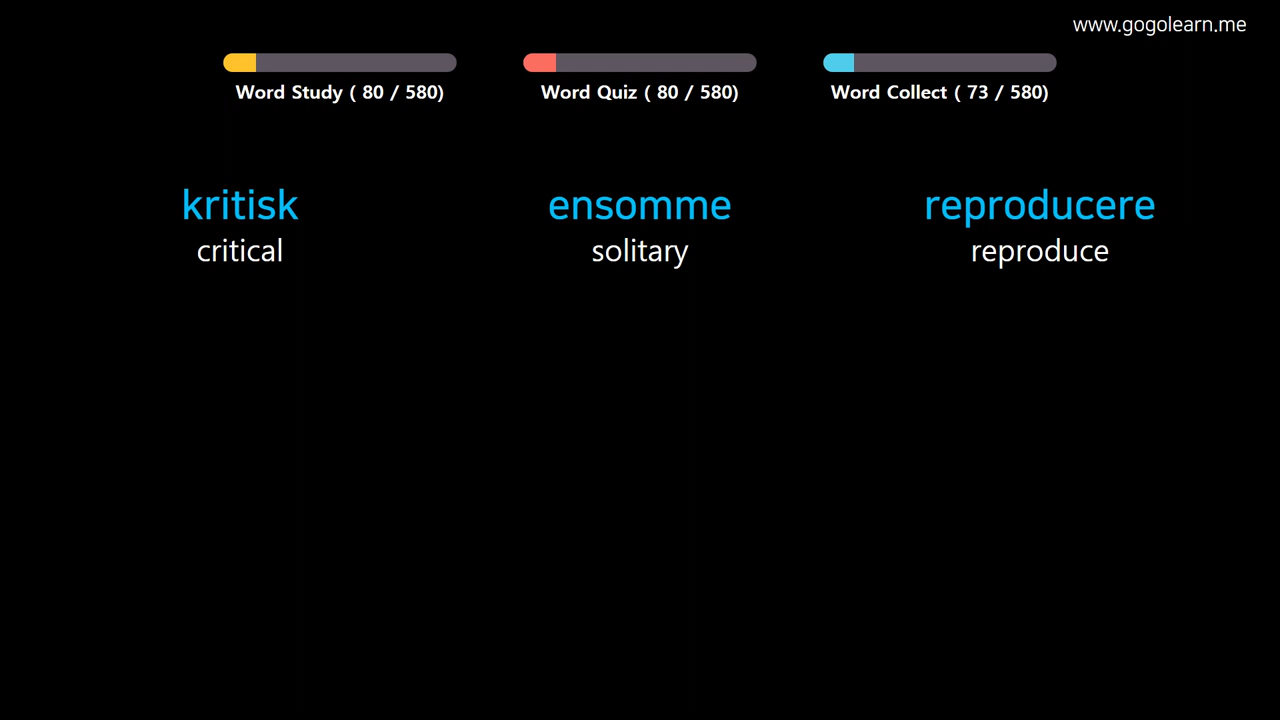 www.gogolearn.me
Word Study ( 80 / 580)
Word Quiz ( 80 / 580)
Word Collect ( 73 / 580)
kritisk
critical
ensomme
solitary
reproducere
reproduce